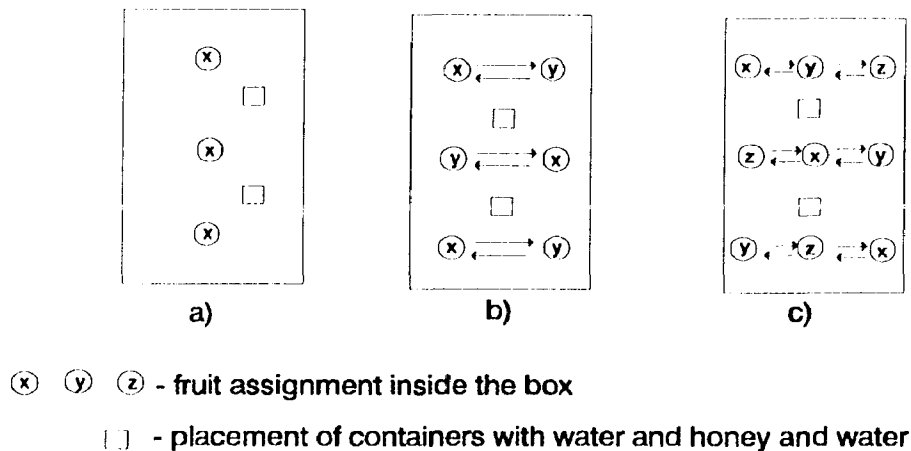 x
x
x
a)
x y
y x
x y
b)
x y z
z x y
y z x
c)
x y z - fruit assignment inside the box
- placement of containers with water and honey and water